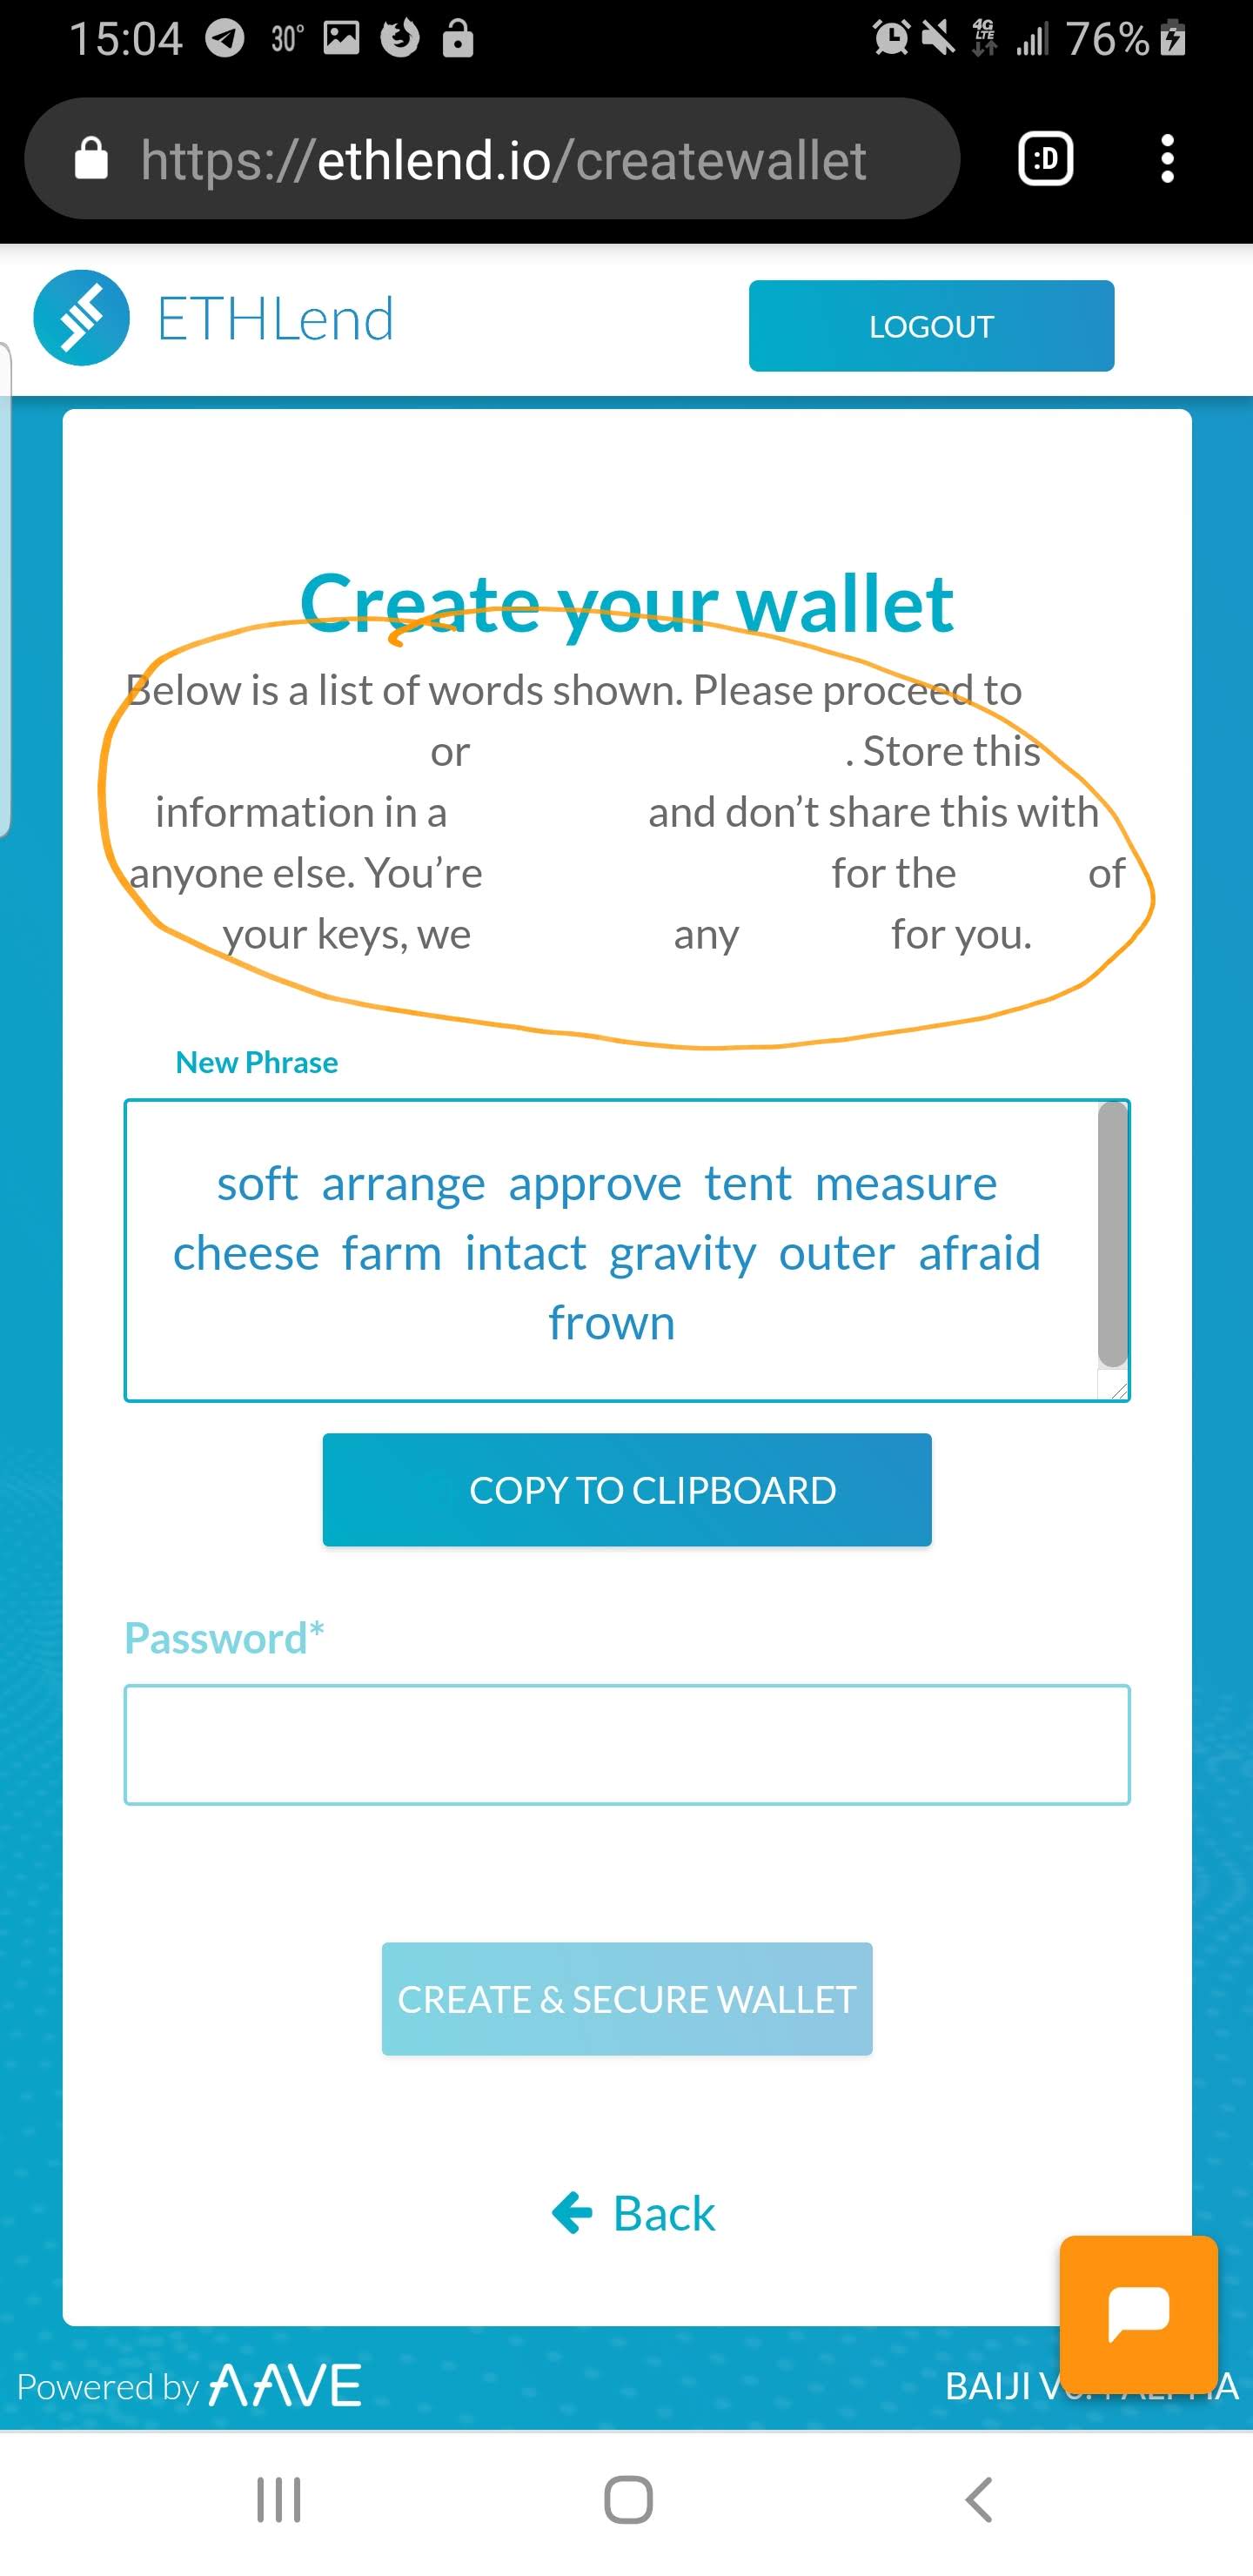 15:04 30° 4G LTE 76%
https://ethlend.io/createwallet :D
ETHLend LOGOUT
Create your wallet
Below is a list of words shown. Please proceed to
or . Store this
information in a and don’t share this with
anyone else. You’re for the of
your keys, we any for you.
New Phrase
soft arrange approve tent measure
cheese farm intact gravity outer afraid
frown
COPY TO CLIPBOARD
Password*
CREATE & SECURE WALLET
Back
Powered by AAVE BAIJI